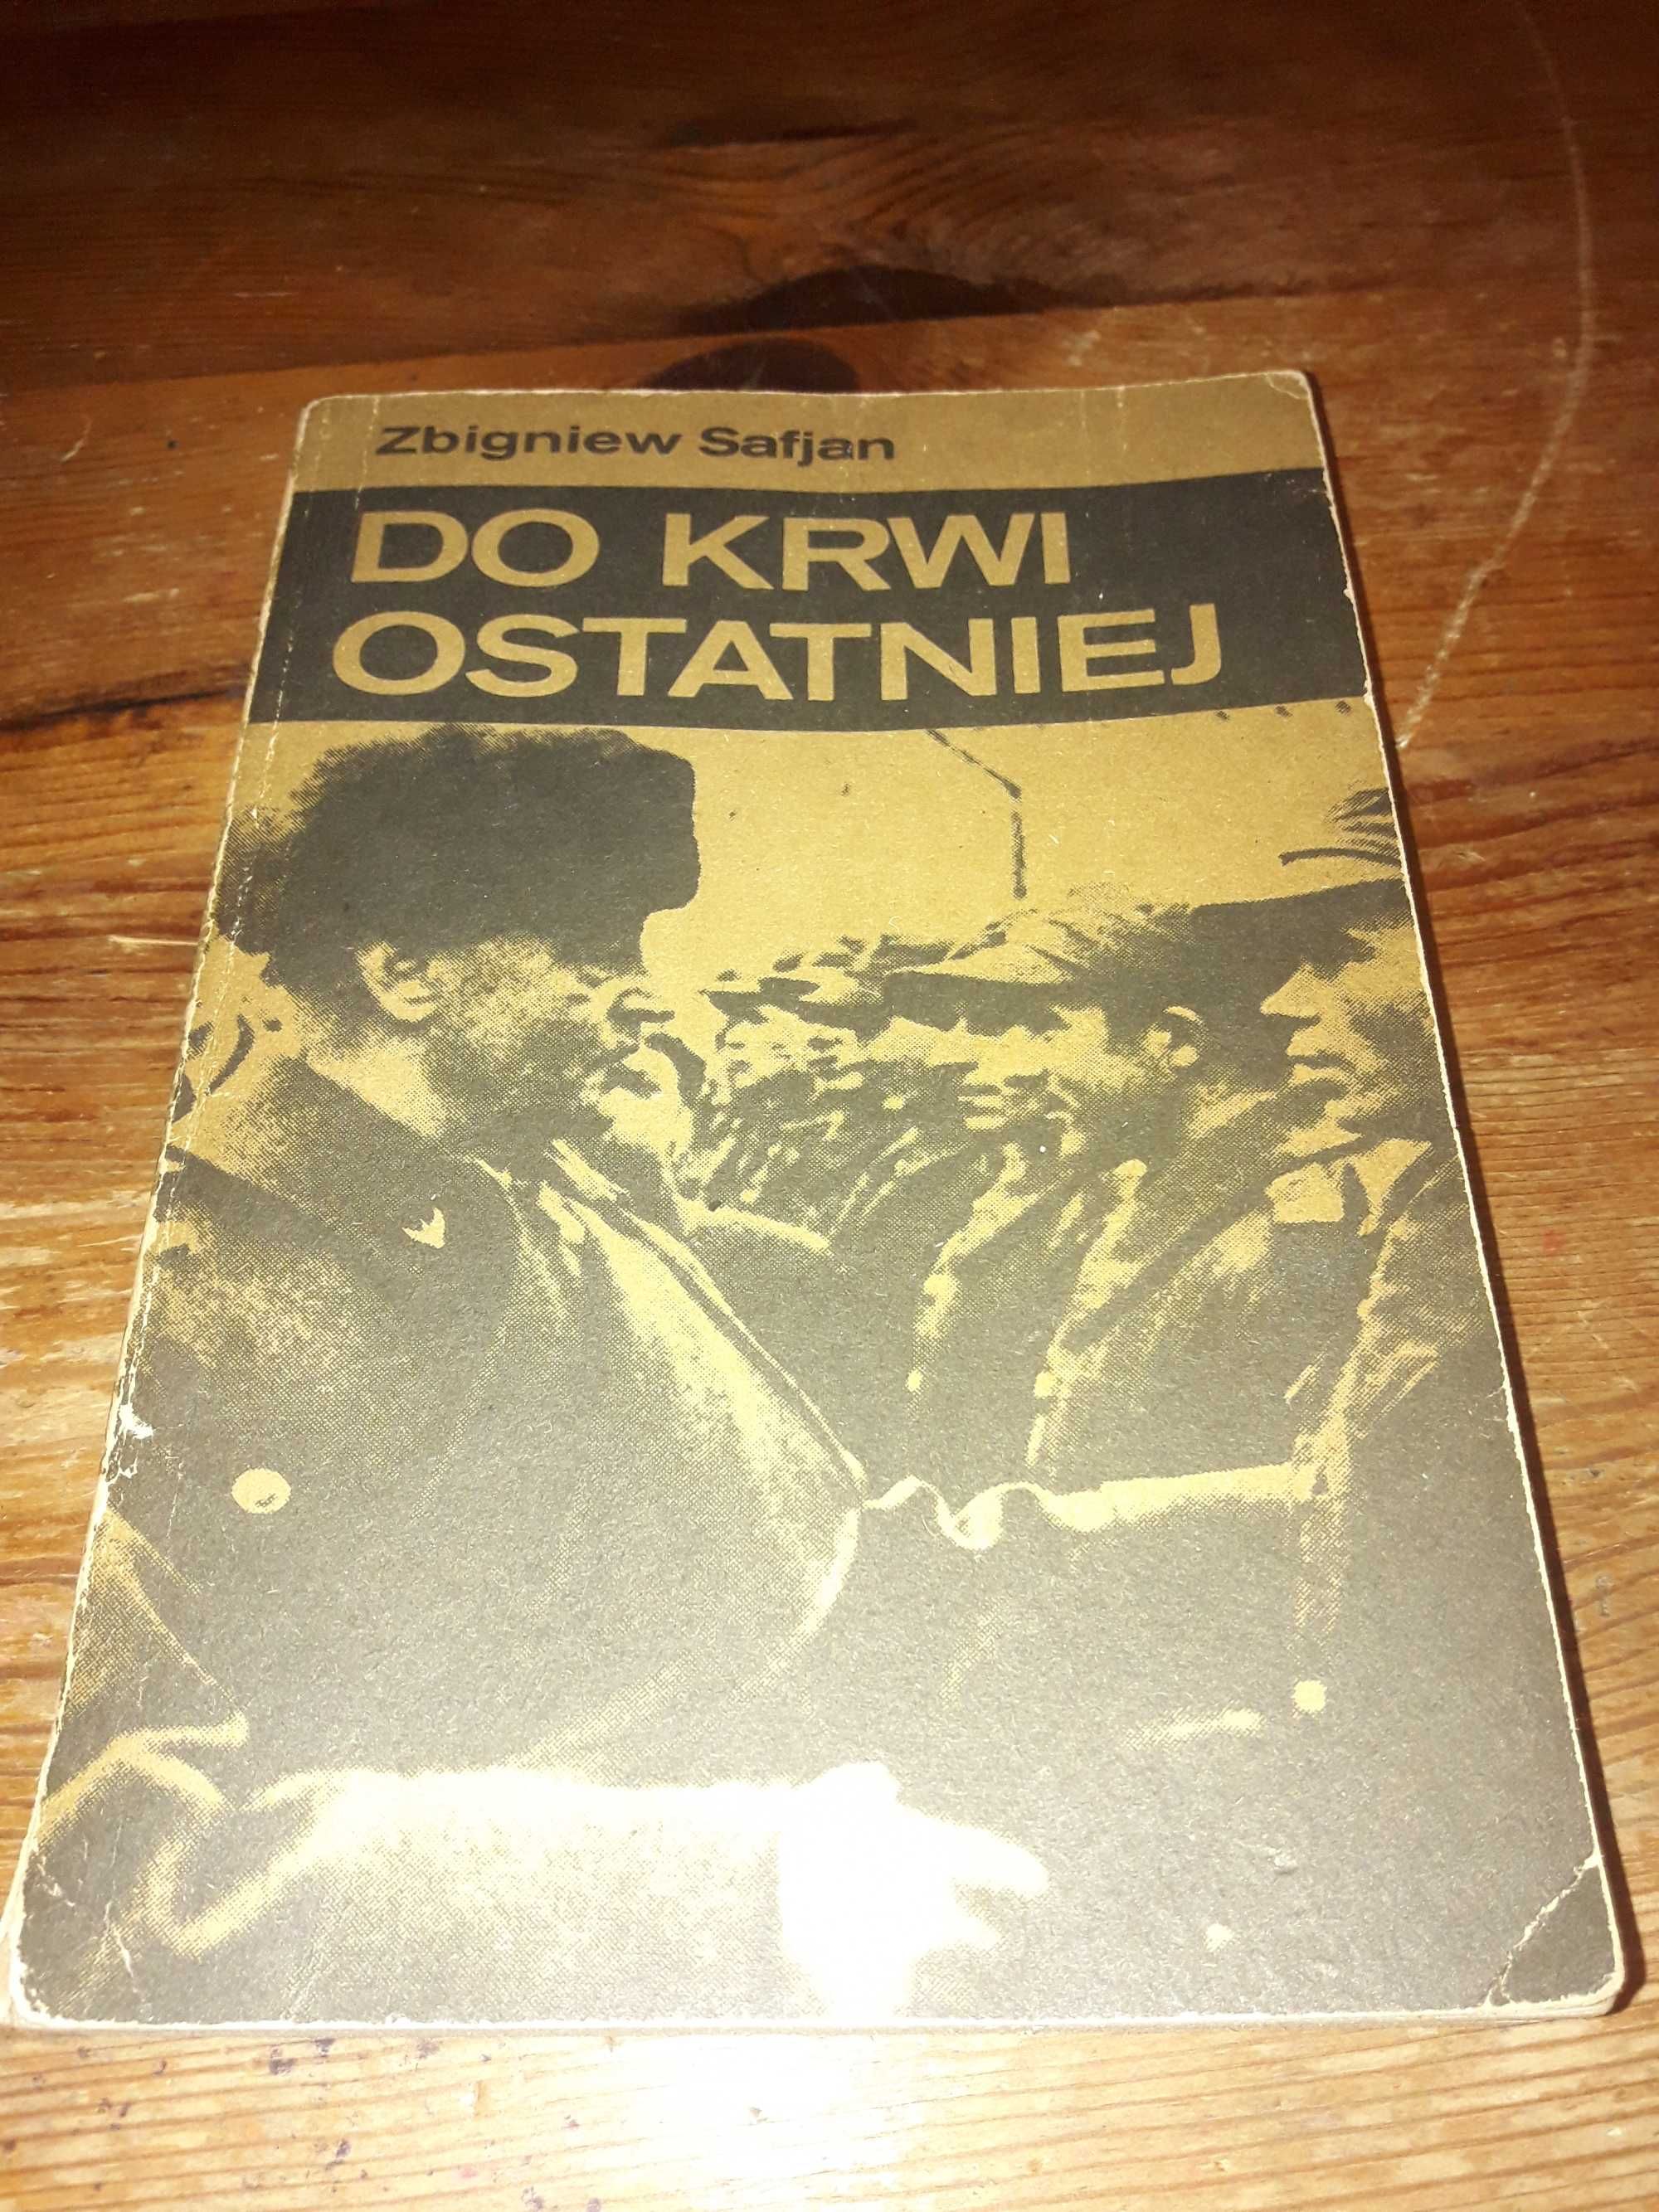 Zbigniew Safjan
DO KRWI
OSTATNIEJ